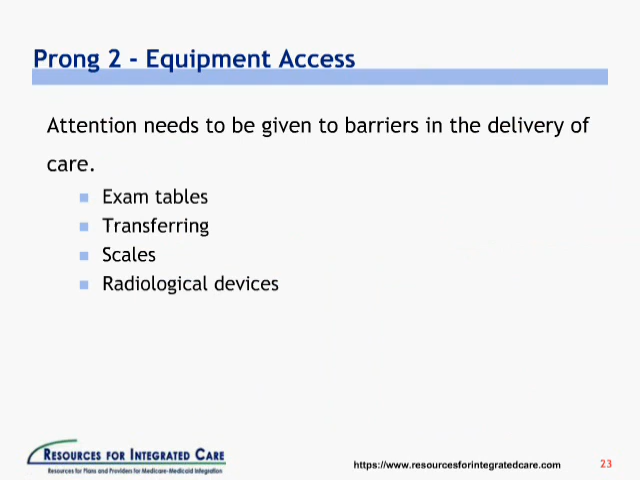 Prong 2 - Equipment Access
Attention needs to be given to barriers in the delivery of
care.
Exam tables
Transferring
Scales
Radiological devices
RESOURCES FOR INTEGRATED CARE
Resources for Plans and Providers for Medicare-Medicaid Integration
https://www.resourcesforintegratedcare.com
23